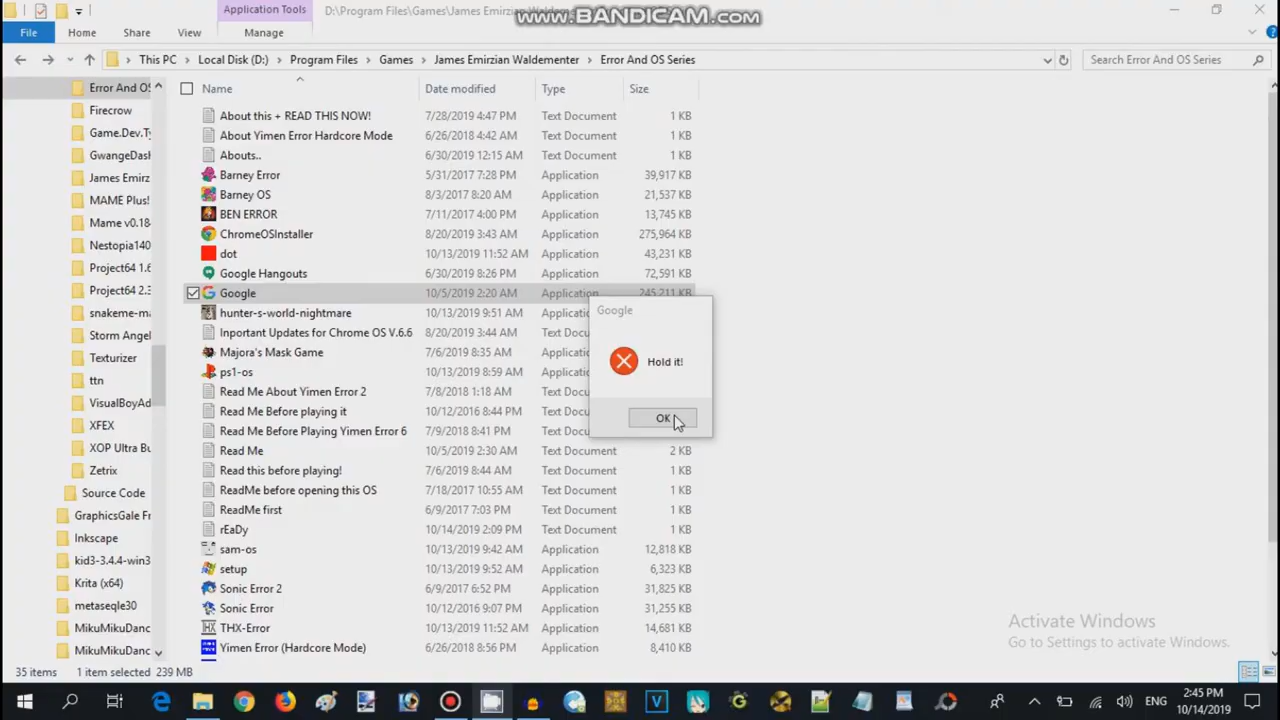 Application Tools
D:\Program Files\Games\James Emirzian Waldementer\
www.BANDICAM.com
File Home Share View Manage
This PC Local Disk (D:) Program Files Games James Emirzian Waldementer Error And OS Series
Search Error And OS Series
Error And OS
Firecrow
Game.Dev.Ty
GwangeDash
James Emirz
MAME Plus!
Mame v0.18
Nestopia140
Project64 1.6
Project64 2.3
snakeme-ma
Storm Angel
Texturizer
ttn
VisualBoyAd
XFEX
XOP Ultra Bu
Zetrix
Source Code
GraphicsGale Fr
Inkscape
kid3-3.4.4-win3
Krita (x64)
metaseqle30
MikuMikuDanc
MikuMikuDanc
Name Date modified Type Size
About this + READ THIS NOW! 7/28/2019 4:47 PM Text Document 1 KB
About Yimen Error Hardcore Mode 6/26/2018 4:42 AM Text Document 1 KB
Abouts.. 6/30/2019 12:15 AM Text Document 1 KB
Barney Error 5/31/2017 7:28 PM Application 39,917 KB
Barney OS 8/3/2017 8:20 AM Application 21,537 KB
BEN ERROR 7/11/2017 4:00 PM Application 13,745 KB
ChromeOSInstaller 8/20/2019 3:43 AM Application 275,964 KB
dot 10/13/2019 11:52 AM Application 43,231 KB
Google Hangouts 6/30/2019 8:26 PM Application 72,591 KB
Google 10/5/2019 2:20 AM Application 245,211 KB
hunter-s-world-nightmare 10/13/2019 9:51 AM Applicatio
Inportant Updates for Chrome OS V.6.6 8/20/2019 3:44 AM Text Docu
Majora's Mask Game 7/6/2019 8:35 AM Applicatio
ps1-os 10/13/2019 8:59 AM Applicatio
Read Me About Yimen Error 2 7/8/2018 1:18 AM Text Docu
Read Me Before playing it 10/12/2016 8:44 PM Text Docu
Read Me Before Playing Yimen Error 6 7/9/2018 8:41 PM Text Document 1 KB
Read Me 10/5/2019 2:30 AM Text Document 2 KB
Read this before playing! 7/6/2019 8:44 AM Text Document 1 KB
ReadMe before opening this OS 7/18/2017 10:55 AM Text Document 1 KB
ReadMe first 6/9/2017 7:03 PM Text Document 1 KB
rEaDy 10/14/2019 2:09 PM Text Document 1 KB
sam-os 10/13/2019 9:42 AM Application 12,818 KB
setup 10/13/2019 9:52 AM Application 6,323 KB
Sonic Error 2 6/9/2017 6:52 PM Application 31,825 KB
Sonic Error 10/12/2016 9:07 PM Application 31,255 KB
THX-Error 10/13/2019 11:52 AM Application 14,681 KB
Yimen Error (Hardcore Mode) 6/26/2018 8:56 PM Application 8,410 KB
Google
Hold it!
OK
Activate Windows
Go to Settings to activate Windows.
35 items 1 item selected 239 MB
ENG
2:45 PM
10/14/2019